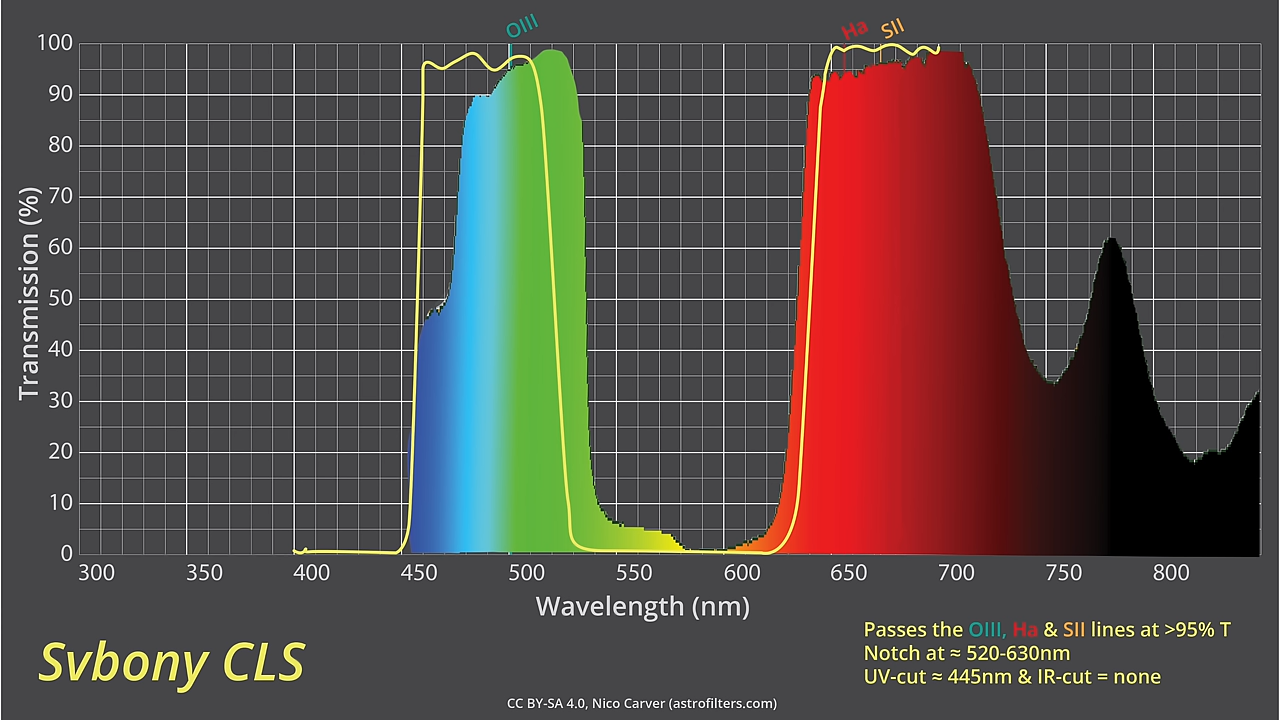 OIII Ha SII
100
90
80
70
60
50
40
30
20
10
0
Transmission (%)
300 350 400 450 500 550 600 650 700 750 800
Wavelength (nm)
Svbony CLS
Passes the OIII, Ha & SII lines at >95% T
Notch at ≈ 520-630nm
UV-cut ≈ 445nm & IR-cut = none
CC BY-SA 4.0, Nico Carver (astrofilters.com)